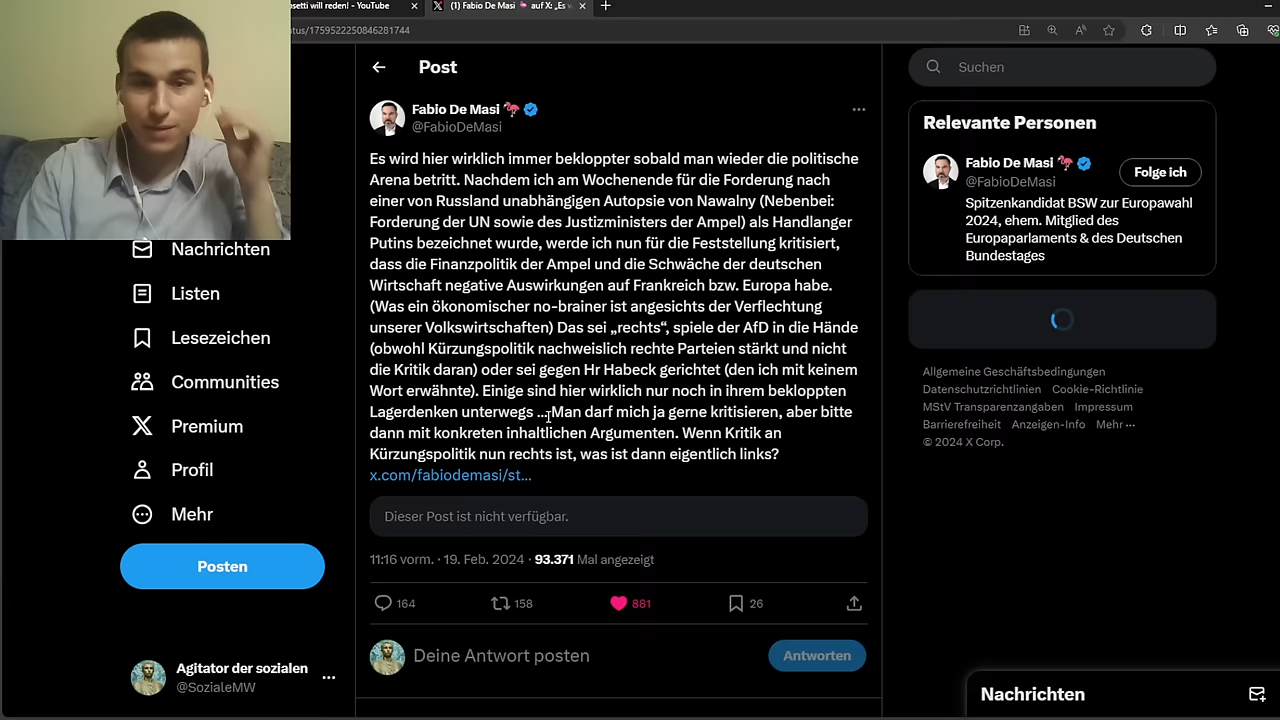 osetti will reden! - YouTube
(1) Fabio De Masi 🦩 auf X: „Es v
tus/1759522250846281744
Post
Fabio De Masi 🦩
@FabioDeMasi
Es wird hier wirklich immer bekloppter sobald man wieder die politische
Arena betritt. Nachdem ich am Wochenende für die Forderung nach
einer von Russland unabhängigen Autopsie von Nawalny (Nebenbei:
Forderung der UN sowie des Justizministers der Ampel) als Handlanger
Putins bezeichnet wurde, werde ich nun für die Feststellung kritisiert,
dass die Finanzpolitik der Ampel und die Schwäche der deutschen
Wirtschaft negative Auswirkungen auf Frankreich bzw. Europa habe.
(Was ein ökonomischer no-brainer ist angesichts der Verflechtung
unserer Volkswirtschaften) Das sei „rechts“, spiele der AfD in die Hände
(obwohl Kürzungspolitik nachweislich rechte Parteien stärkt und nicht
die Kritik daran) oder sei gegen Hr Habeck gerichtet (den ich mit keinem
Wort erwähnte). Einige sind hier wirklich nur noch in ihrem bekloppten
Lagerdenken unterwegs ...Man darf mich ja gerne kritisieren, aber bitte
dann mit konkreten inhaltlichen Argumenten. Wenn Kritik an
Kürzungspolitik nun rechts ist, was ist dann eigentlich links?
x.com/fabiodemasi/st...
Dieser Post ist nicht verfügbar.
11:16 vorm. · 19. Feb. 2024 · 93.371 Mal angezeigt
164 158 881 26
Deine Antwort posten
Antworten
Nachrichten
Listen
Lesezeichen
Communities
Premium
Profil
Mehr
Posten
Agitator der sozialen
@SozialeMW
Suchen
Relevante Personen
Fabio De Masi 🦩
@FabioDeMasi
Folge ich
Spitzenkandidat BSW zur Europawahl
2024, ehem. Mitglied des
Europaparlaments & des Deutschen
Bundestages
Allgemeine Geschäftsbedingungen
Datenschutzrichtlinien Cookie-Richtlinie
MStV Transparenzangaben Impressum
Barrierefreiheit Anzeigen-Info Mehr ···
© 2024 X Corp.
Nachrichten